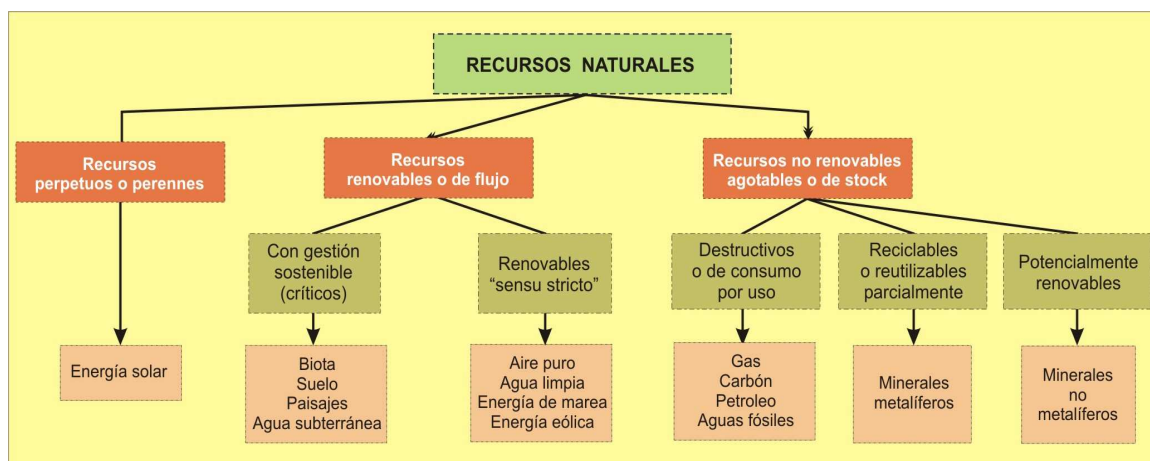 RECURSOS NATURALES
Recursos
perpetuos o perennes
Recursos
renovables o de flujo
Recursos no renovables
agotables o de stock
Con gestión
sostenible
(críticos)
Renovables
“sensu stricto”
Destructivos
o de consumo
por uso
Reciclables
o reutilizables
parcialmente
Potencialmente
renovables
Energía solar
Biota
Suelo
Paisajes
Agua subterránea
Aire puro
Agua limpia
Energía de marea
Energía eólica
Gas
Carbón
Petroleo
Aguas fósiles
Minerales
metalíferos
Minerales
no
metalíferos